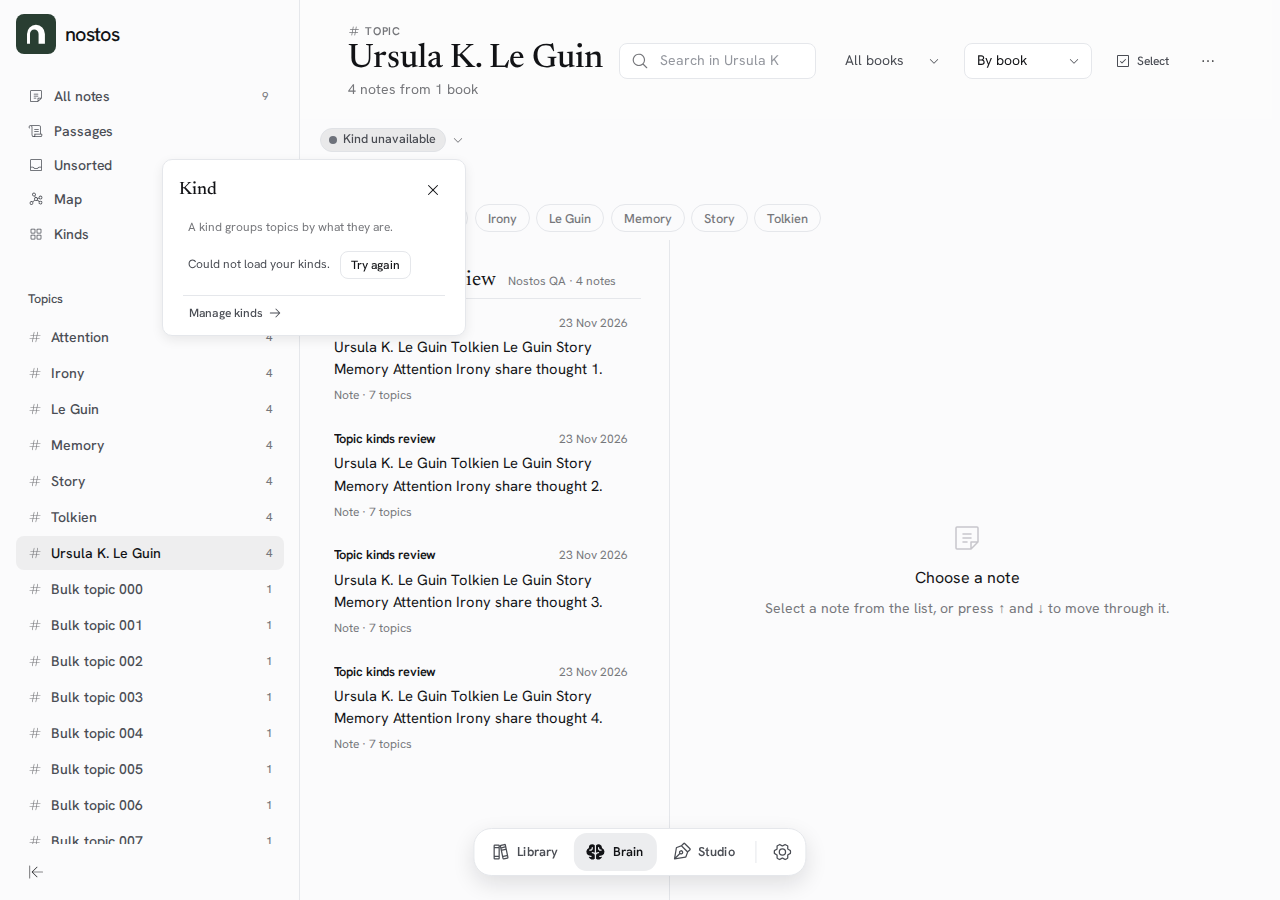 nostos
All notes 9
Passages
Unsorted
Map
Kinds
Topics
# Attention 4
# Irony 4
# Le Guin 4
# Memory 4
# Story 4
# Tolkien 4
# Ursula K. Le Guin 4
# Bulk topic 000 1
# Bulk topic 001 1
# Bulk topic 002 1
# Bulk topic 003 1
# Bulk topic 004 1
# Bulk topic 005 1
# Bulk topic 006 1
# Bulk topic 007 1
# TOPIC
Ursula K. Le Guin
4 notes from 1 book
Search in Ursula K
All books
By book
Select
Kind unavailable
Kind
A kind groups topics by what they are.
Could not load your kinds. Try again
Manage kinds →
Irony Le Guin Memory Story Tolkien
Nostos QA · 4 notes
23 Nov 2026
Ursula K. Le Guin Tolkien Le Guin Story
Memory Attention Irony share thought 1.
Note · 7 topics
Topic kinds review 23 Nov 2026
Ursula K. Le Guin Tolkien Le Guin Story
Memory Attention Irony share thought 2.
Note · 7 topics
Topic kinds review 23 Nov 2026
Ursula K. Le Guin Tolkien Le Guin Story
Memory Attention Irony share thought 3.
Note · 7 topics
Topic kinds review 23 Nov 2026
Ursula K. Le Guin Tolkien Le Guin Story
Memory Attention Irony share thought 4.
Note · 7 topics
Choose a note
Select a note from the list, or press ↑ and ↓ to move through it.
Library Brain Studio